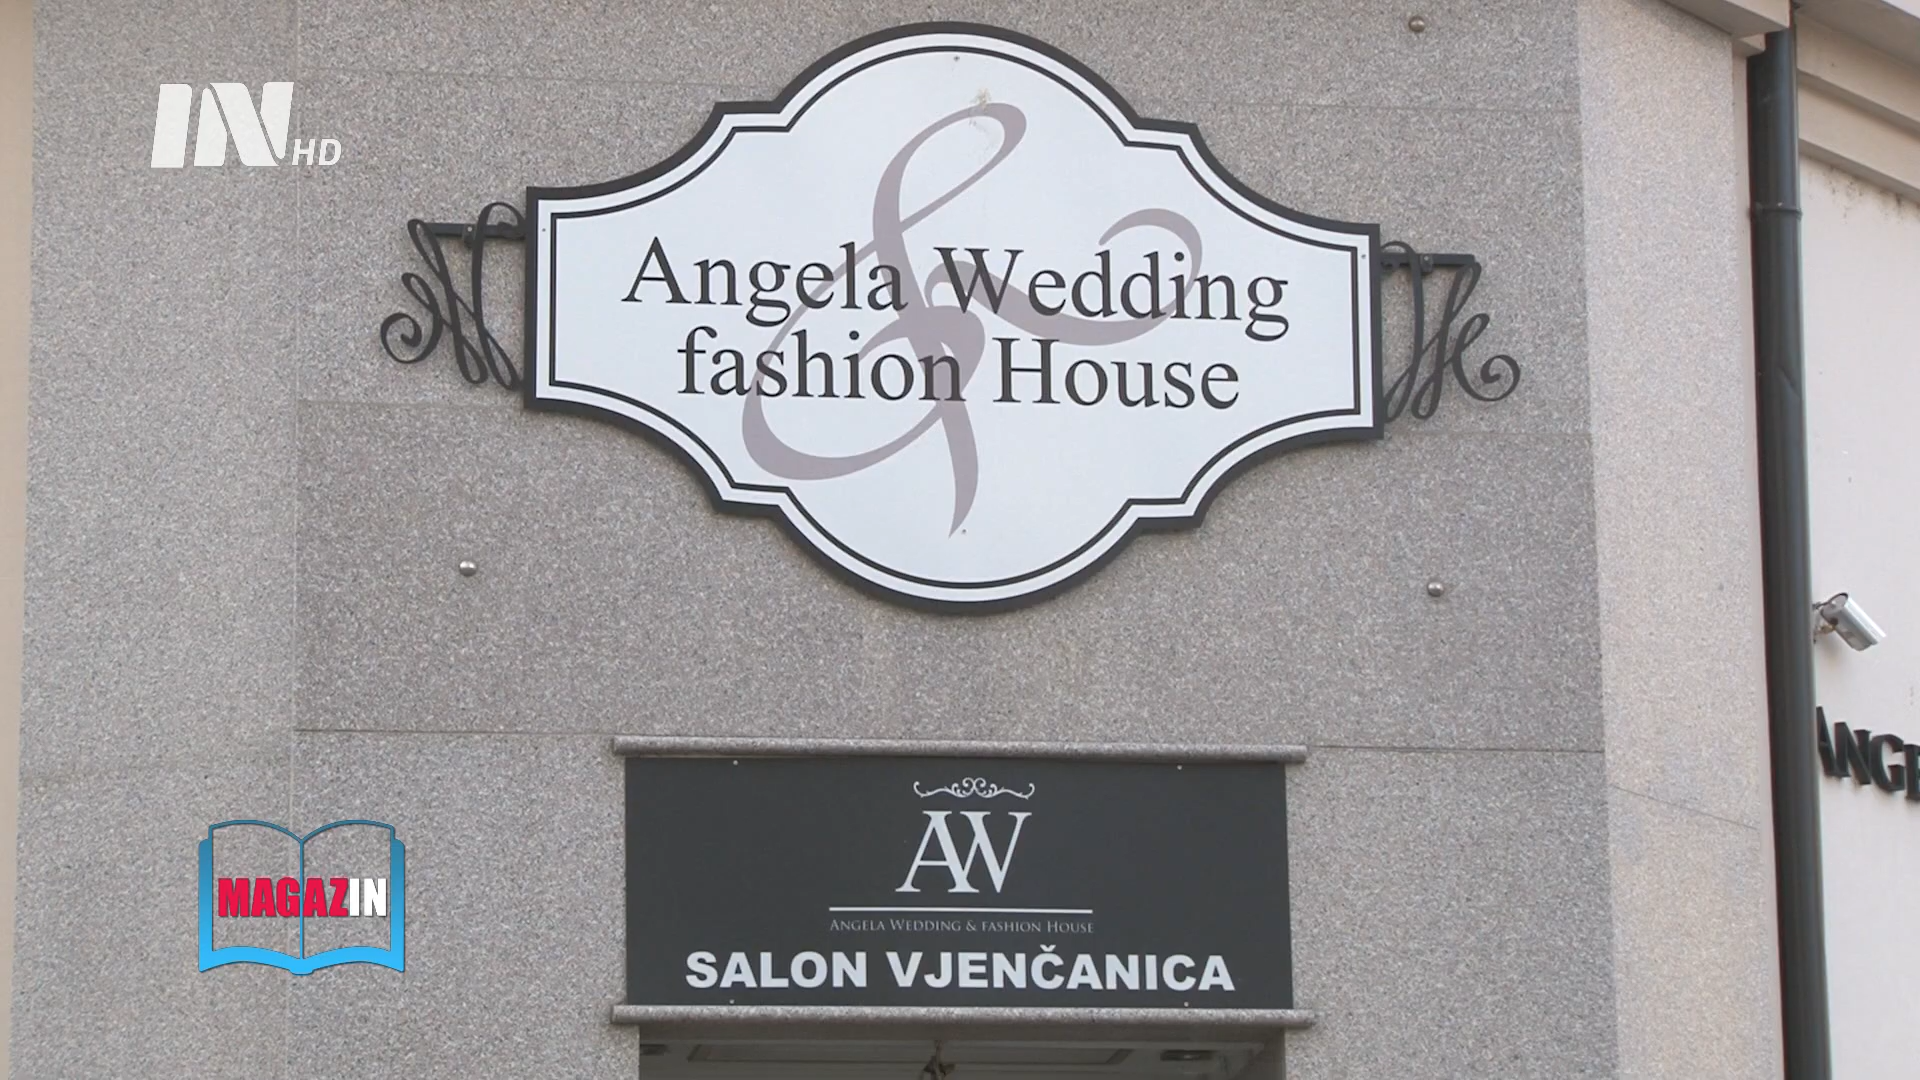 IN HD
Angela Wedding
&
fashion House
AW
ANGELA WEDDING & FASHION HOUSE
SALON VJENČANICA
MAGAZIN